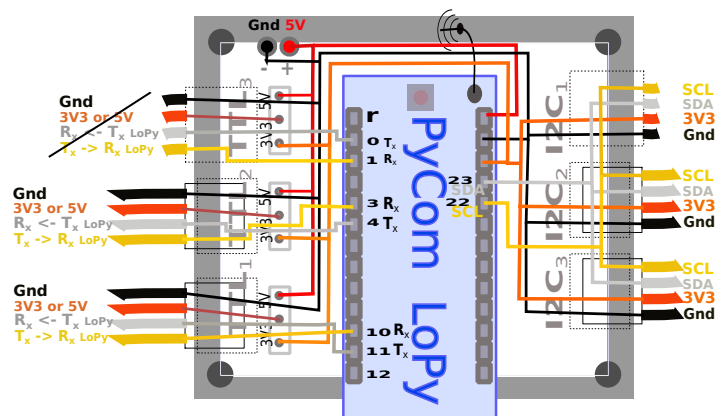 Gnd 5V
- +
Gnd
3V3 or 5V
Rx <- Tx LoPy
Tx -> Rx LoPy
3
5V
3V3
Gnd
3V3 or 5V
Rx <- Tx LoPy
Tx -> Rx LoPy
2
5V
3V3
Gnd
3V3 or 5V
Rx <- Tx LoPy
Tx -> Rx LoPy
1
5V
3V3
r
0 Tx
1 Rx
3 Rx
4 Tx
10 Rx
11 Tx
12
PyCom LoPy
23
SDA
22
SCL
I2C1
SCL
SDA
3V3
Gnd
I2C2
SCL
SDA
3V3
Gnd
I2C3
SCL
SDA
3V3
Gnd